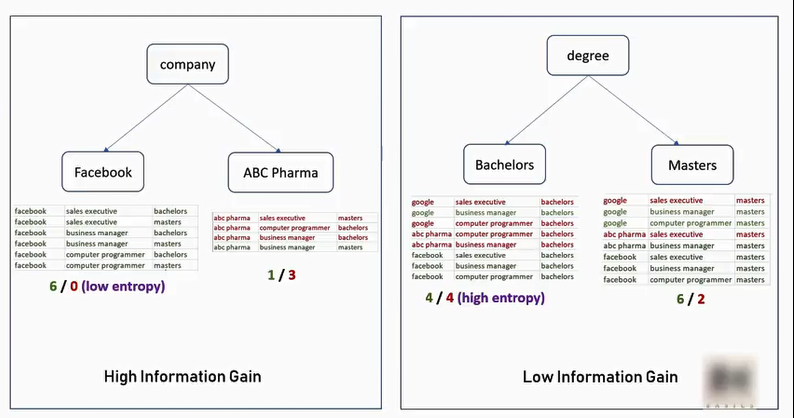 company
Facebook
ABC Pharma
facebook sales executive bachelors
facebook sales executive masters
facebook business manager bachelors
facebook business manager masters
facebook computer programmer bachelors
facebook computer programmer masters
6 / 0 (low entropy)
abc pharma sales executive masters
abc pharma computer programmer bachelors
abc pharma business manager bachelors
abc pharma business manager masters
1 / 3
High Information Gain
degree
Bachelors
Masters
google sales executive bachelors
google business manager bachelors
google computer programmer bachelors
abc pharma computer programmer bachelors
abc pharma business manager bachelors
facebook sales executive bachelors
facebook business manager bachelors
facebook computer programmer bachelors
4 / 4 (high entropy)
google sales executive masters
google business manager masters
google computer programmer masters
abc pharma sales executive masters
abc pharma business manager masters
facebook sales executive masters
facebook business manager masters
facebook computer programmer masters
6 / 2
Low Information Gain